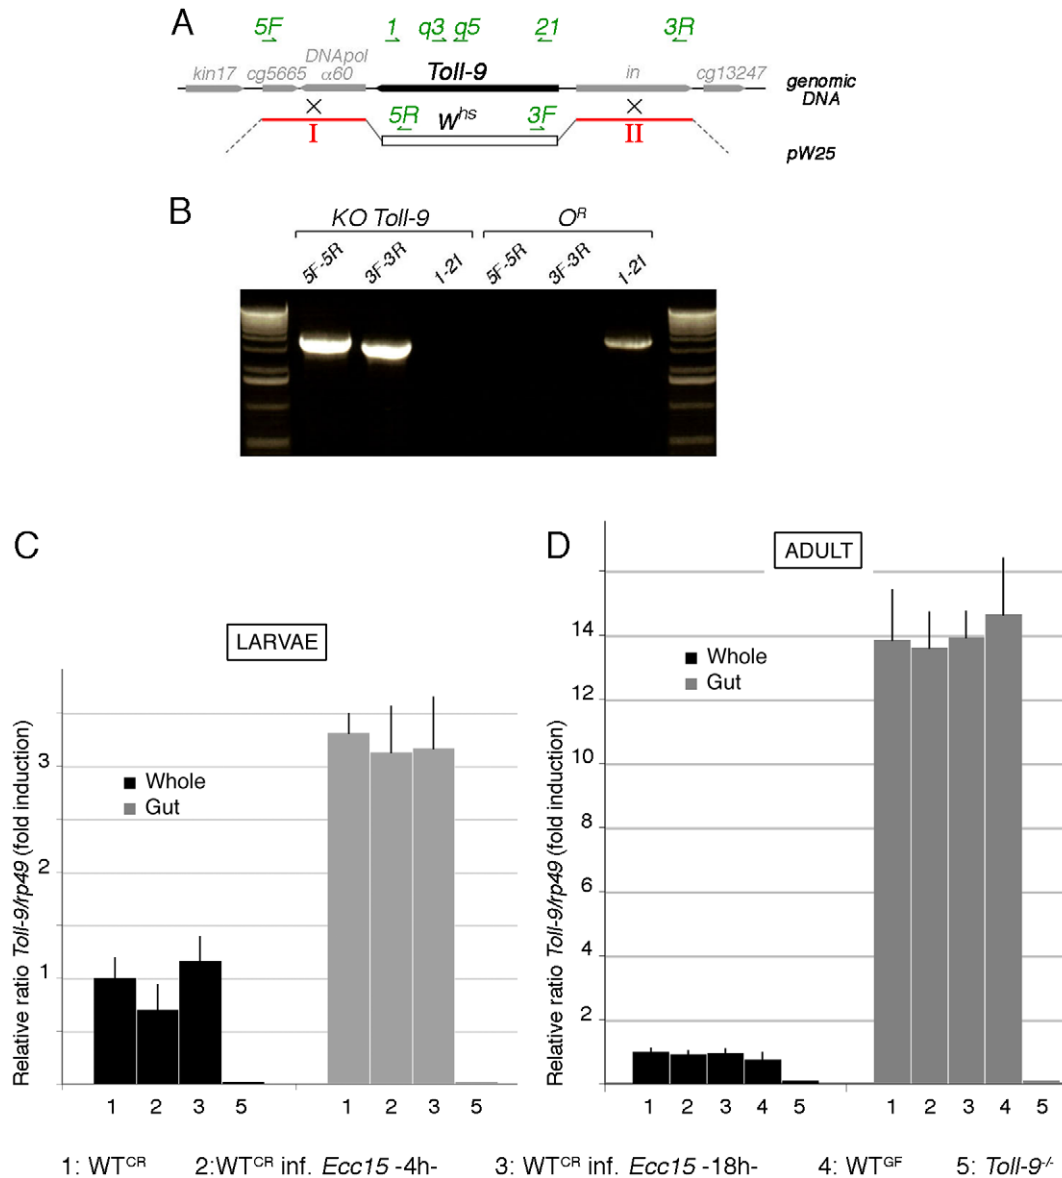 A
5F 1 q3 q5 21 3R
kin17 cg5665 DNApol α60 Toll-9 in cg13247 genomic DNA
5R W^hs 3F
I II pW25
B
KO Toll-9 O^R
5F-5R 3F-3R 1-21 5F-5R 3F-3R 1-21
C
LARVAE
Relative ratio Toll-9/rp49 (fold induction)
3
2
1
Whole
Gut
1 2 3 5 1 2 3 5
D
ADULT
Relative ratio Toll-9/rp49 (fold induction)
14
12
10
8
6
4
2
Whole
Gut
1 2 3 4 5 1 2 3 4 5
1: WT^CR 2:WT^CR inf. Ecc15 -4h- 3: WT^CR inf. Ecc15 -18h- 4: WT^GF 5: Toll-9^-/-